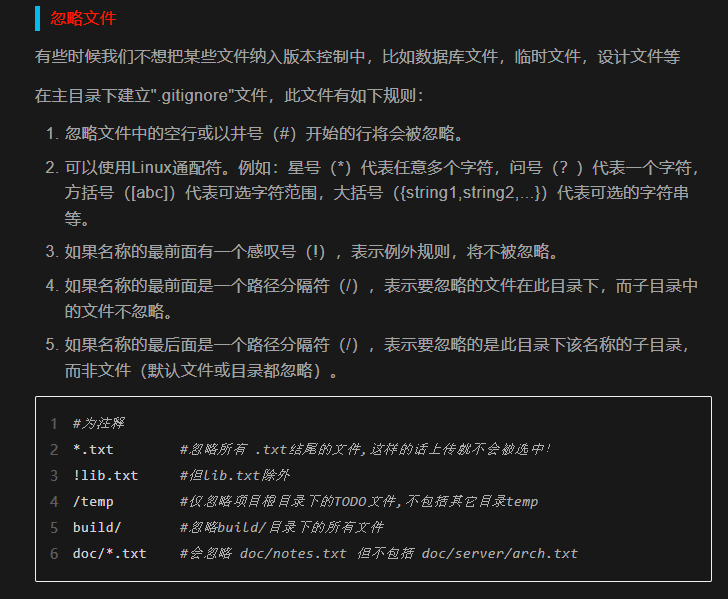 忽略文件
有些时候我们不想把某些文件纳入版本控制中，比如数据库文件，临时文件，设计文件等
在主目录下建立".gitignore"文件，此文件有如下规则：
1. 忽略文件中的空行或以井号（#）开始的行将会被忽略。
2. 可以使用Linux通配符。例如：星号（*）代表任意多个字符，问号（？）代表一个字符，
方括号（[abc]）代表可选字符范围，大括号（{string1,string2,...}）代表可选的字符串
等。
3. 如果名称的最前面有一个感叹号（!），表示例外规则，将不被忽略。
4. 如果名称的最前面是一个路径分隔符（/），表示要忽略的文件在此目录下，而子目录中
的文件不忽略。
5. 如果名称的最后面是一个路径分隔符（/），表示要忽略的是此目录下该名称的子目录，
而非文件（默认文件或目录都忽略）。
1 #为注释
2 *.txt #忽略所有 .txt结尾的文件,这样的话上传就不会被选中！
3 !lib.txt #但lib.txt除外
4 /temp #仅忽略项目根目录下的TODO文件,不包括其它目录temp
5 build/ #忽略build/目录下的所有文件
6 doc/*.txt #会忽略 doc/notes.txt 但不包括 doc/server/arch.txt